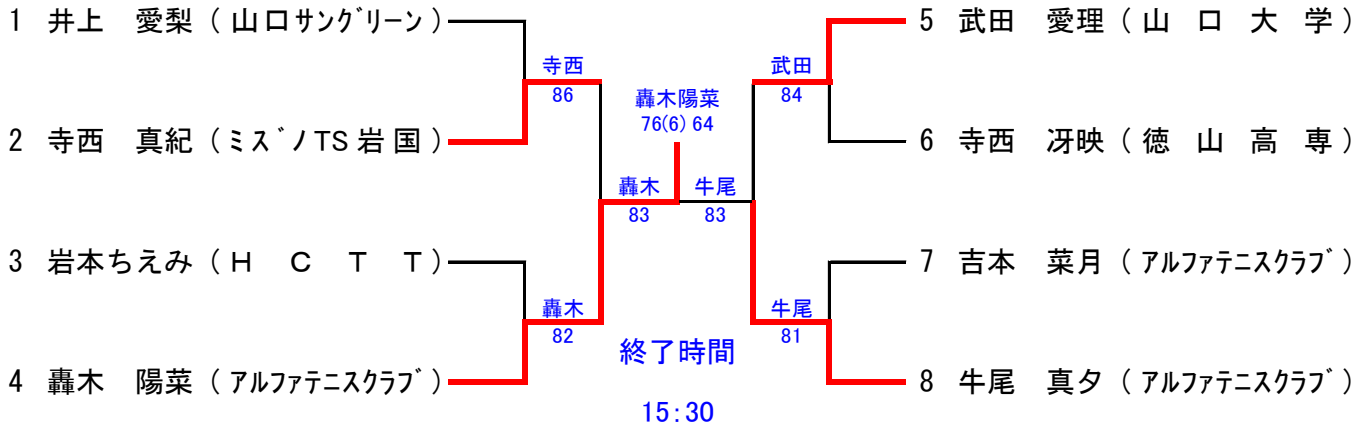 1 井上 愛梨 ( 山口サングリーン )
寺西
86
2 寺西 真紀 ( ミズノTS 岩国 )
轟木
83
3 岩本ちえみ ( H C T T )
轟木
82
4 轟木 陽菜 ( アルファテニスクラブ )
轟木陽菜
76(6) 64
終了時間
15:30
5 武田 愛理 ( 山 口 大 学 )
武田
84
6 寺西 冴映 ( 徳 山 高 専 )
牛尾
83
7 吉本 菜月 ( アルファテニスクラブ )
牛尾
81
8 牛尾 真夕 ( アルファテニスクラブ )